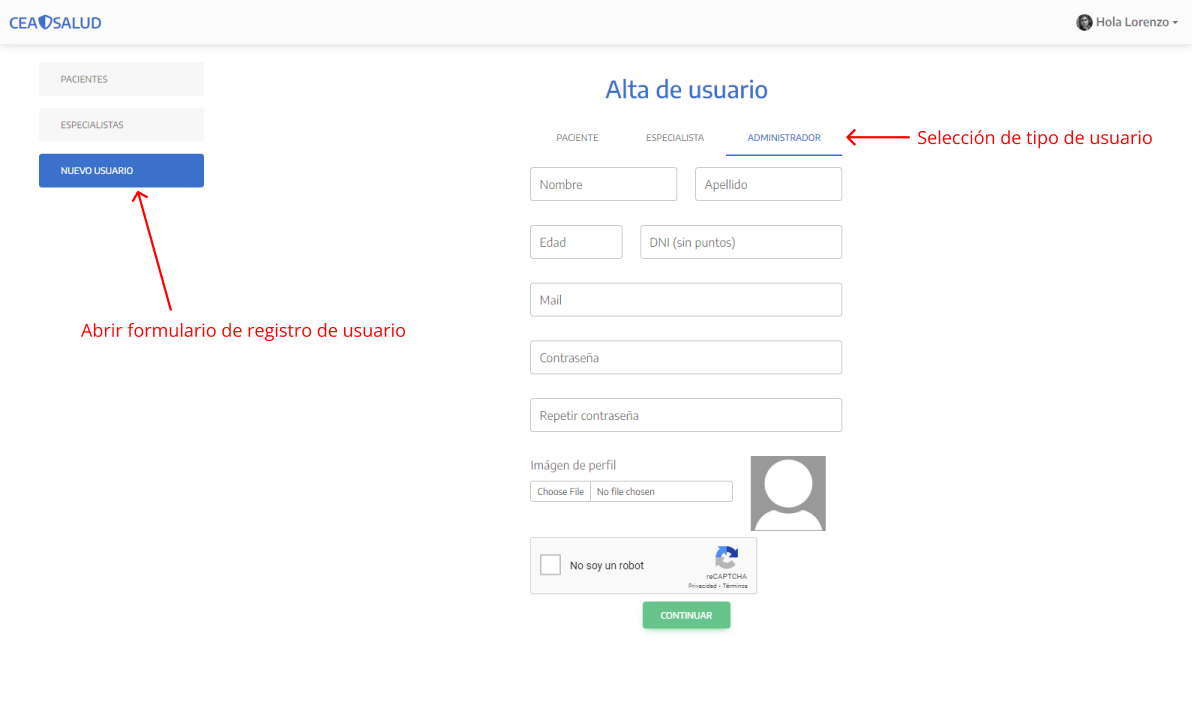 CEA SALUD
Hola Lorenzo
PACIENTES
ESPECIALISTAS
NUEVO USUARIO
Abrir formulario de registro de usuario
Alta de usuario
PACIENTE ESPECIALISTA ADMINISTRADOR
Selección de tipo de usuario
Nombre Apellido
Edad DNI (sin puntos)
Mail
Contraseña
Repetir contraseña
Imágen de perfil
Choose File No file chosen
No soy un robot
reCAPTCHA
Privacidad - Términos
CONTINUAR